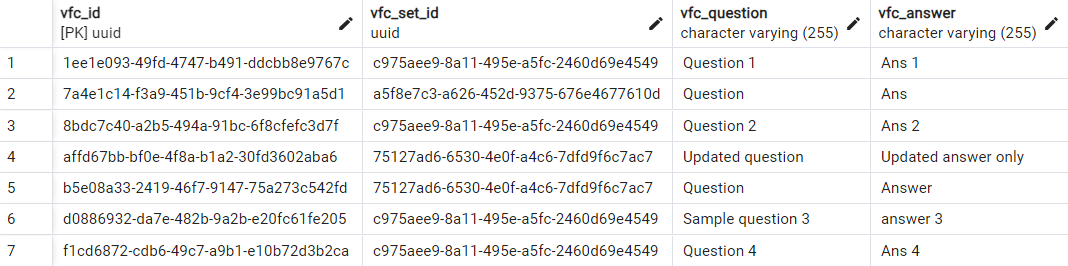 vfc_id vfc_set_id vfc_question vfc_answer
[PK] uuid uuid character varying (255) character varying (255)
1 1ee1e093-49fd-4747-b491-ddcbb8e9767c c975aee9-8a11-495e-a5fc-2460d69e4549 Question 1 Ans 1
2 7a4e1c14-f3a9-451b-9cf4-3e99bc91a5d1 a5f8e7c3-a626-452d-9375-676e4677610d Question Ans
3 8bdc7c40-a2b5-494a-91bc-6f8cfefc3d7f c975aee9-8a11-495e-a5fc-2460d69e4549 Question 2 Ans 2
4 affd67bb-bf0e-4f8a-b1a2-30fd3602aba6 75127ad6-6530-4e0f-a4c6-7dfd9f6c7ac7 Updated question Updated answer only
5 b5e08a33-2419-46f7-9147-75a273c542fd 75127ad6-6530-4e0f-a4c6-7dfd9f6c7ac7 Question Answer
6 d0886932-da7e-482b-9a2b-e20fc61fe205 c975aee9-8a11-495e-a5fc-2460d69e4549 Sample question 3 answer 3
7 f1cd6872-cdb6-49c7-a9b1-e10b72d3b2ca c975aee9-8a11-495e-a5fc-2460d69e4549 Question 4 Ans 4